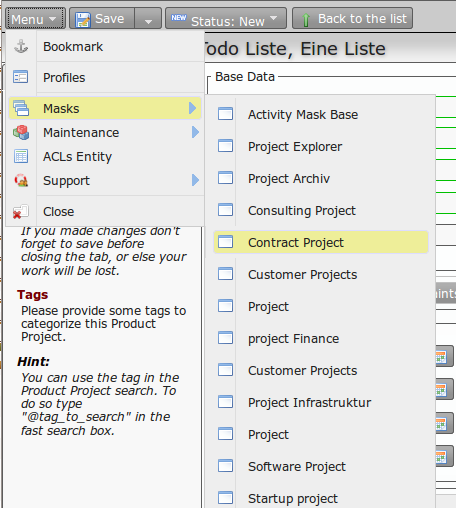 Menu
Save
NEW
Status: New
Back to the list
Todo Liste, Eine Liste
Bookmark
Profiles
Masks
Maintenance
ACLs Entity
Support
Close
Base Data
Activity Mask Base
Project Explorer
Project Archiv
Consulting Project
Contract Project
Customer Projects
Project
project Finance
Customer Projects
Project Infrastruktur
Project
Software Project
Startup project
If you made changes don't
forget to save before
closing the tab, or else your
work will be lost.
Tags
Please provide some tags to
categorize this Product
Project.
Hint:
You can use the tag in the
Product Project search. To do
so type
"@tag_to_search" in the
fast search box.